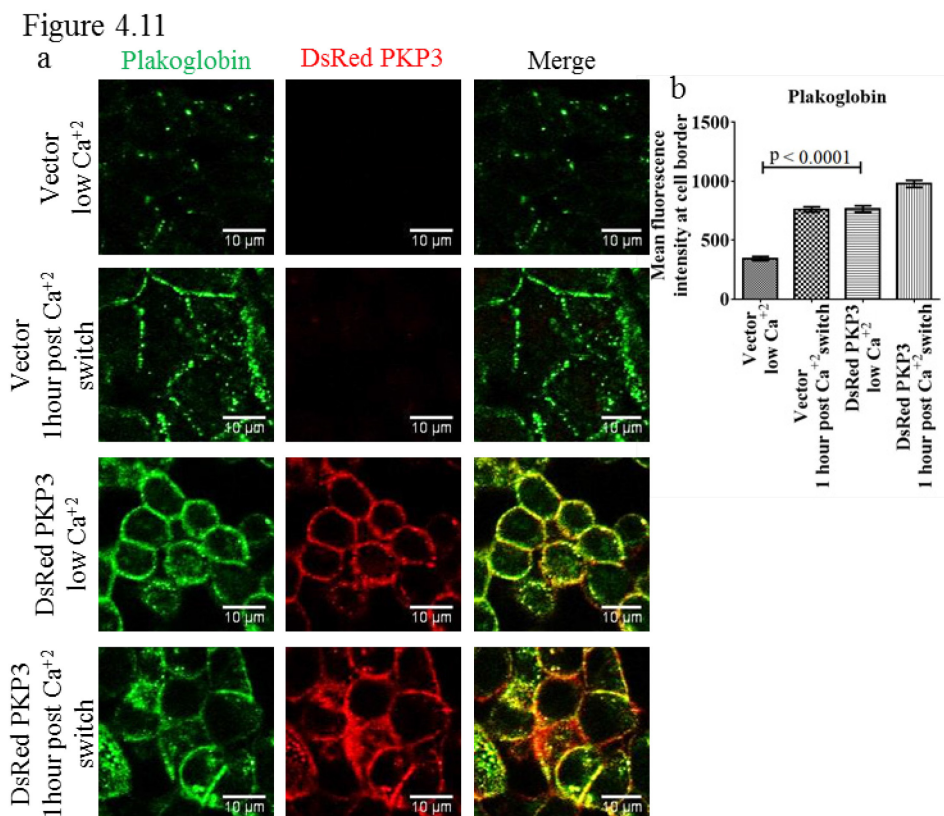 Figure 4.11
a
Plakoglobin
DsRed PKP3
Merge
Vector
low Ca⁺²
10 µm
10 µm
10 µm
Vector
1hour post Ca⁺²
switch
10 µm
10 µm
10 µm
DsRed PKP3
low Ca⁺²
10 µm
10 µm
10 µm
DsRed PKP3
1hour post Ca⁺²
switch
10 µm
10 µm
10 µm
b
Plakoglobin
Mean fluorescence
intensity at cell border
1500
1000
500
0
p < 0.0001
Vector
low Ca⁺²
Vector
1 hour post Ca⁺² switch
DsRed PKP3
low Ca⁺²
DsRed PKP3
1 hour post Ca⁺² switch